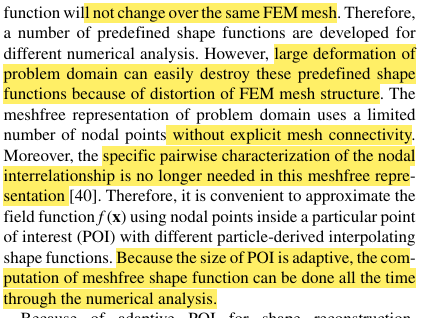 function will not change over the same FEM mesh. Therefore,
a number of predefined shape functions are developed for
different numerical analysis. However, large deformation of
problem domain can easily destroy these predefined shape
functions because of distortion of FEM mesh structure. The
meshfree representation of problem domain uses a limited
number of nodal points without explicit mesh connectivity.
Moreover, the specific pairwise characterization of the nodal
interrelationship is no longer needed in this meshfree repre-
sentation [40]. Therefore, it is convenient to approximate the
field function f(x) using nodal points inside a particular point
of interest (POI) with different particle-derived interpolating
shape functions. Because the size of POI is adaptive, the com-
putation of meshfree shape function can be done all the time
through the numerical analysis.
Because of adaptive POI for shape reconstruction